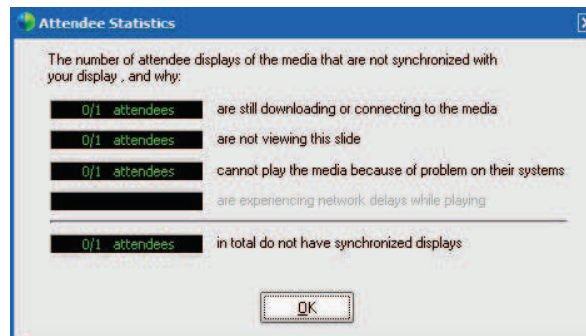 Attendee Statistics
The number of attendee displays of the media that are not synchronized with
your display , and why:
0/1 attendees are still downloading or connecting to the media
0/1 attendees are not viewing this slide
0/1 attendees cannot play the media because of problem on their systems
are experiencing network delays while playing
0/1 attendees in total do not have synchronized displays
OK